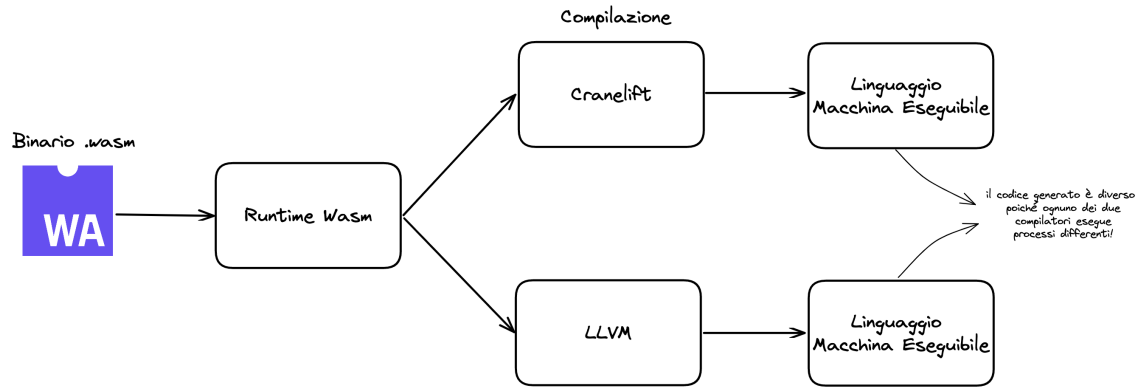 Compilazione
Cranelift
Linguaggio
Macchina Eseguibile
Binario .wasm
WA
Runtime Wasm
il codice generato è diverso
poiché ognuno dei due
compilatori esegue
processi differenti!
LLVM
Linguaggio
Macchina Eseguibile